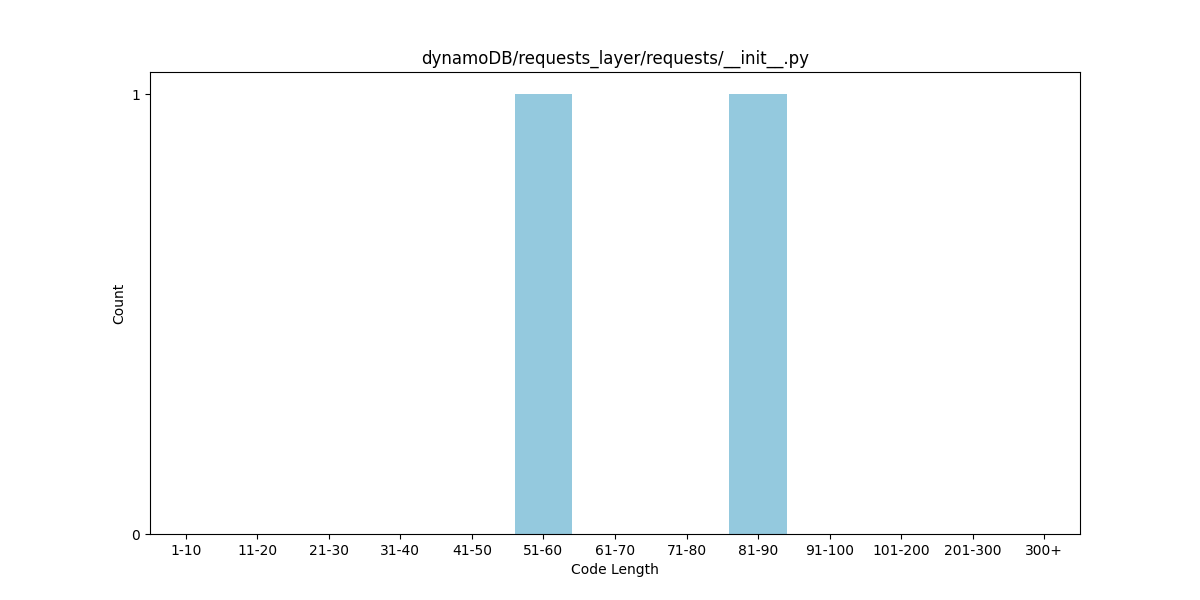 dynamoDB/requests_layer/requests/__init__.py
1
0
Count
1-10 11-20 21-30 31-40 41-50 51-60 61-70 71-80 81-90 91-100 101-200 201-300 300+
Code Length